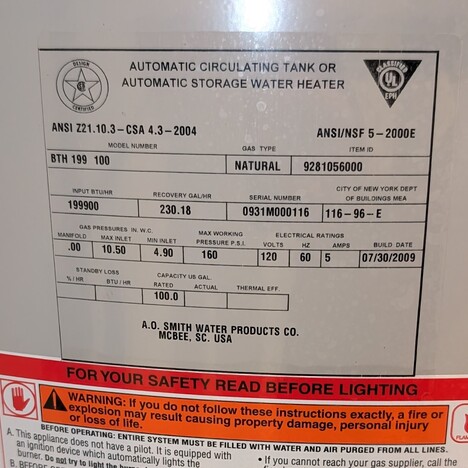 DESIGN
CERTIFIED
AUTOMATIC CIRCULATING TANK OR
AUTOMATIC STORAGE WATER HEATER
CLASSIFIED
UL
EPH
ANSI Z21.10.3-CSA 4.3-2004
ANSI/NSF 5-2000E
MODEL NUMBER
GAS TYPE
ITEM ID
BTH 199 100
NATURAL
9281056000
INPUT BTU/HR
RECOVERY GAL/HR
SERIAL NUMBER
CITY OF NEW YORK DEPT
OF BUILDINGS MEA
199900
230.18
0931M000116
116-96-E
GAS PRESSURES IN. W.C.
MAX WORKING
ELECTRICAL RATINGS
MANIFOLD
MAX INLET
MIN INLET
PRESSURE P.S.I.
VOLTS
HZ
AMPS
BUILD DATE
.00
10.50
4.90
160
120
60
5
07/30/2009
STANDBY LOSS
CAPACITY US GAL.
% / HR
BTU / HR
RATED
ACTUAL
THERMAL EFF.
100.0
A.O. SMITH WATER PRODUCTS CO.
MCBEE, SC. USA
FOR YOUR SAFETY READ BEFORE LIGHTING
WARNING: If you do not follow these instructions exactly, a fire or
explosion may result causing property damage, personal injury
or loss of life.
BEFORE OPERATING: ENTIRE SYSTEM MUST BE FILLED WITH WATER AND AIR PURGED FROM ALL LINES.
A. This appliance does not have a pilot. It is equipped with
an ignition device which automatically lights the
burner. Do not try to light the
• If you cannot reach your gas supplier, call the